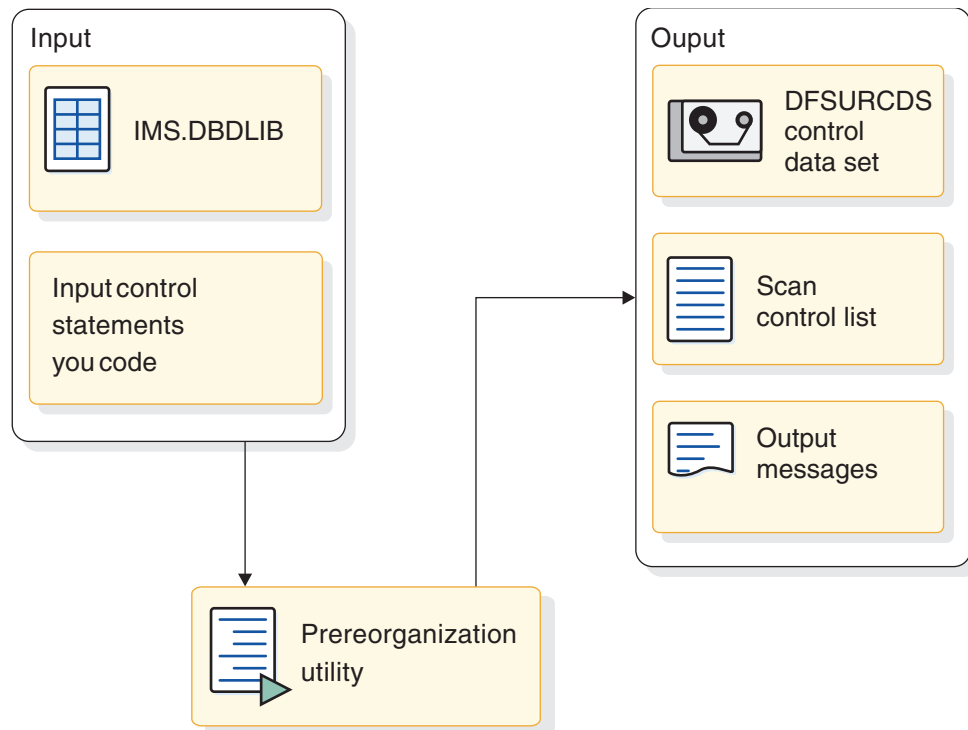 Input
IMS.DBDLIB
Input control
statements
you code
Ouput
DFSURCDS
control
data set
Scan
control list
Output
messages
Prereorganization
utility